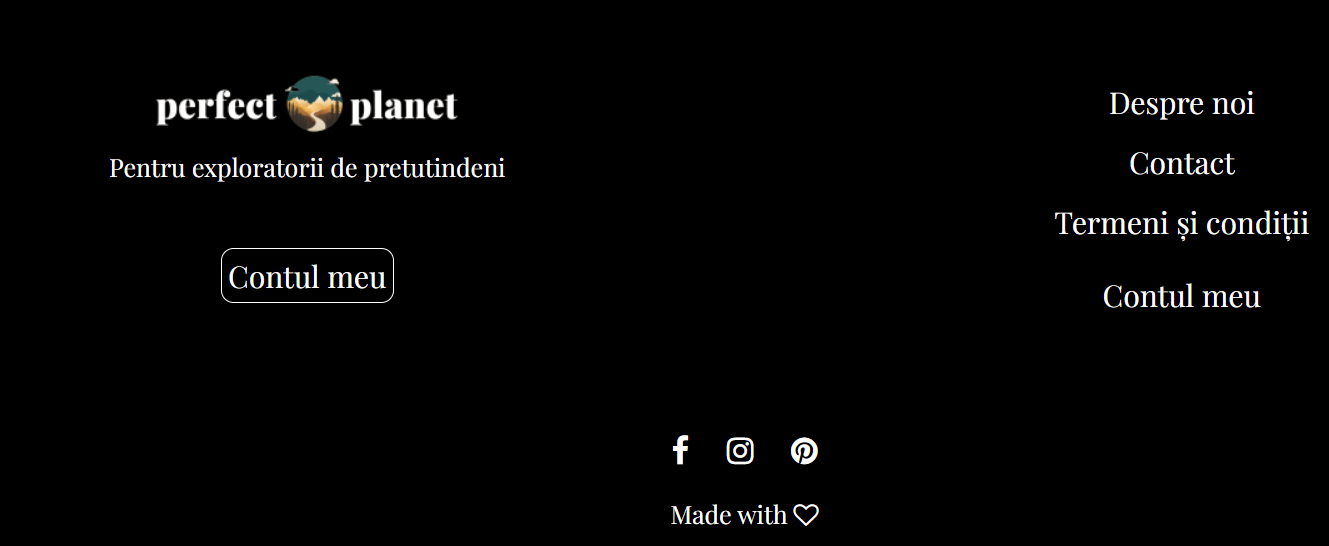 perfect planet
Pentru exploratorii de pretutindeni
Contul meu
Despre noi
Contact
Termeni și condiții
Contul meu
Made with